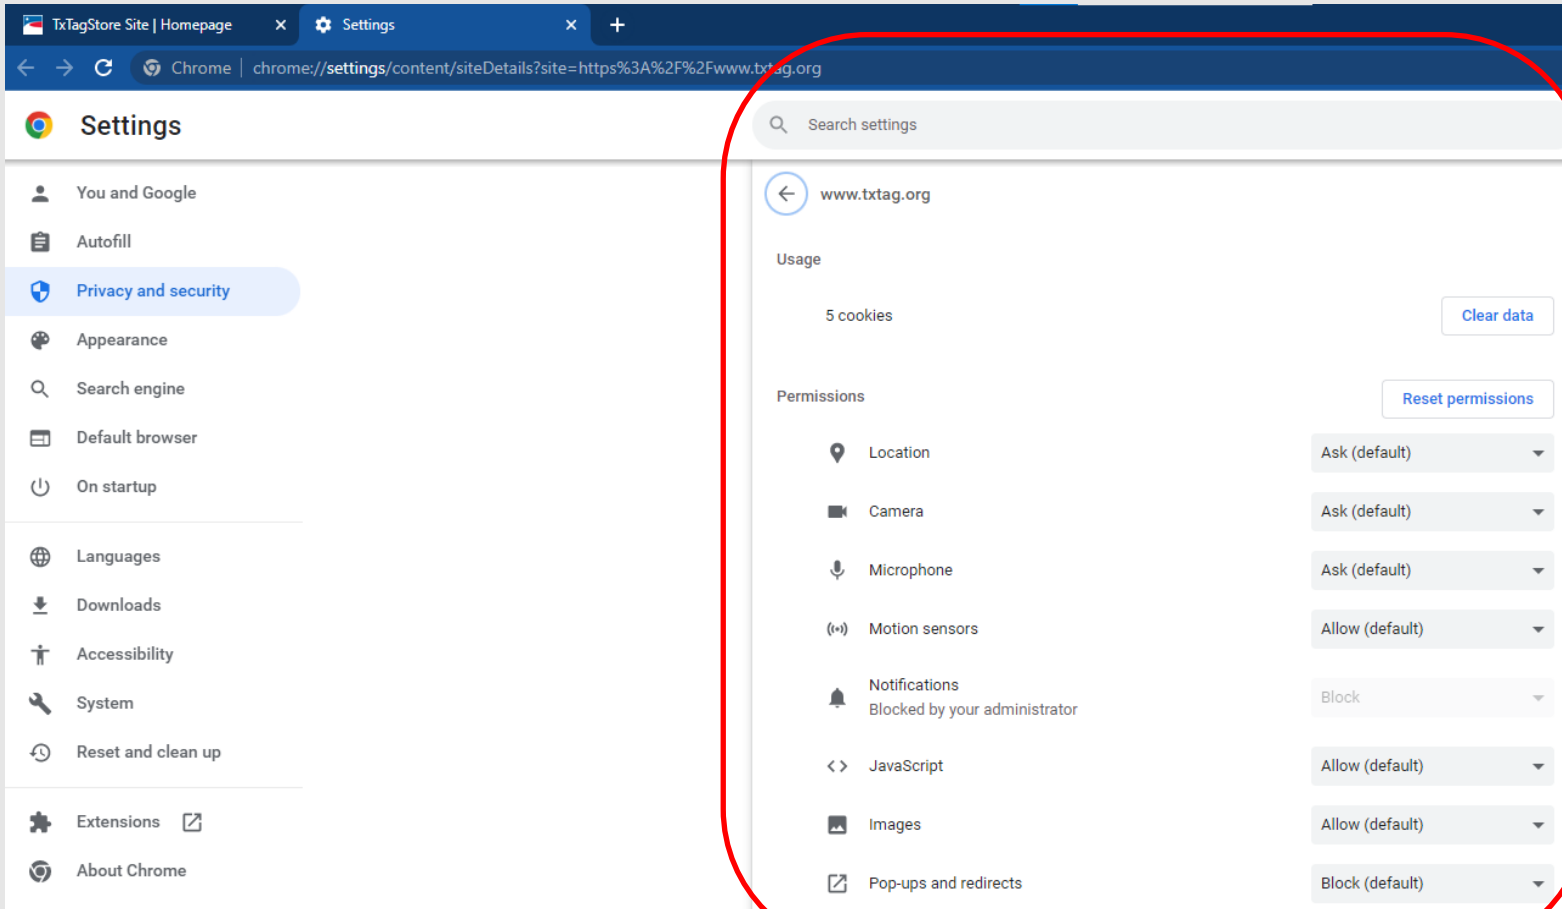 TxTagStore Site | Homepage
Settings
Chrome | chrome://settings/content/siteDetails?site=https%3A%2F%2Fwww.txtag.org
Settings
Search settings
You and Google
Autofill
Privacy and security
Appearance
Search engine
Default browser
On startup
Languages
Downloads
Accessibility
System
Reset and clean up
Extensions
About Chrome
www.txtag.org
Usage
5 cookies
Clear data
Permissions
Reset permissions
Location
Ask (default)
Camera
Ask (default)
Microphone
Ask (default)
Motion sensors
Allow (default)
Notifications
Blocked by your administrator
Block
JavaScript
Allow (default)
Images
Allow (default)
Pop-ups and redirects
Block (default)